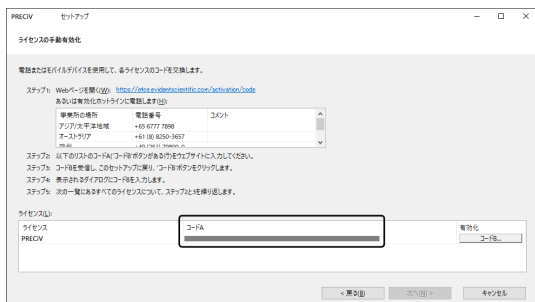 PRECiV セットアップ
ライセンスの手動有効化
電話またはモバイルデバイスを使用して、各ライセンスのコードを交換します。
ステップ1: Webページを開く(W): https://etce.evidentscientific.com/activation/code
あるいは有効化ホットラインに電話します(H):
事業所の場所 電話番号 コメント
アジア/太平洋地域 +65 6777 7898
オーストラリア +61 (8) 8250-3657
ステップ2: 以下のリストのコードA('コードB'ボタンがある行)をウェブサイトに入力してください。
ステップ3: コードBを受信し、このセットアップに戻り、'コードB'ボタンをクリックします。
ステップ4: 表示されるダイアログにコードBを入力します。
ステップ5: 次の一覧にあるすべてのライセンスについて、ステップ2と3を繰り返します。
ライセンス(L):
ライセンス コードA 有効化
PRECiV コードB...
< 戻る(B) 次へ(N) > キャンセル